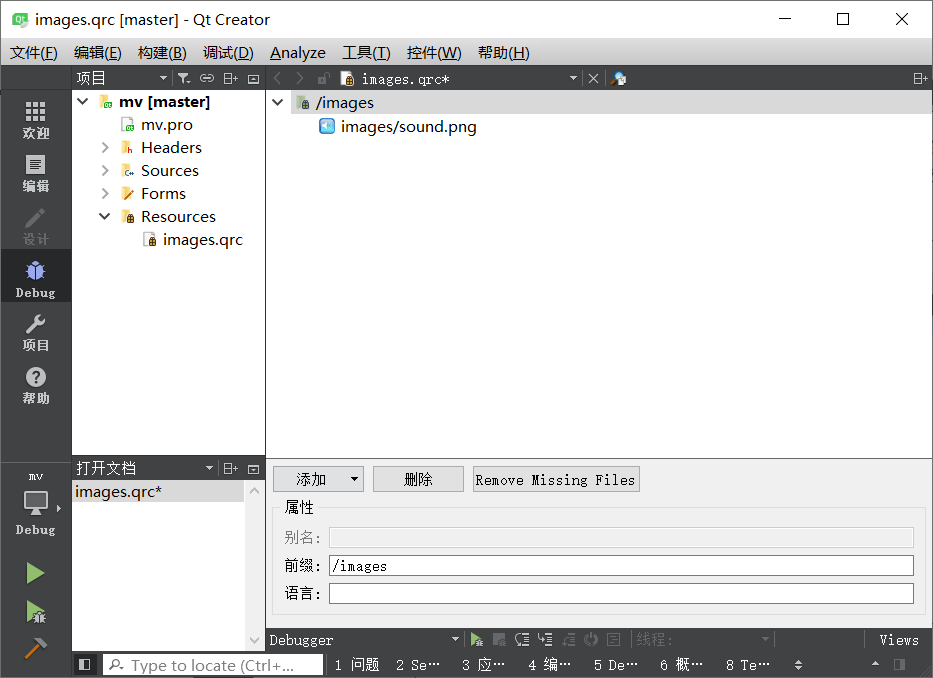 images.qrc [master] - Qt Creator
文件(F) 编辑(E) 构建(B) 调试(D) Analyze 工具(T) 控件(W) 帮助(H)
项目
images.qrc*
欢迎
编辑
设计
Debug
项目
帮助
mv
Debug
mv [master]
mv.pro
Headers
Sources
Forms
Resources
images.qrc
/images
images/sound.png
打开文档
images.qrc*
添加 删除 Remove Missing Files
属性
别名:
前缀: /images
语言:
Debugger 线程: Views
Type to locate (Ctrl+... 1 问题 2 Se… 3 应… 4 编… 5 De… 6 概… 8 Te…